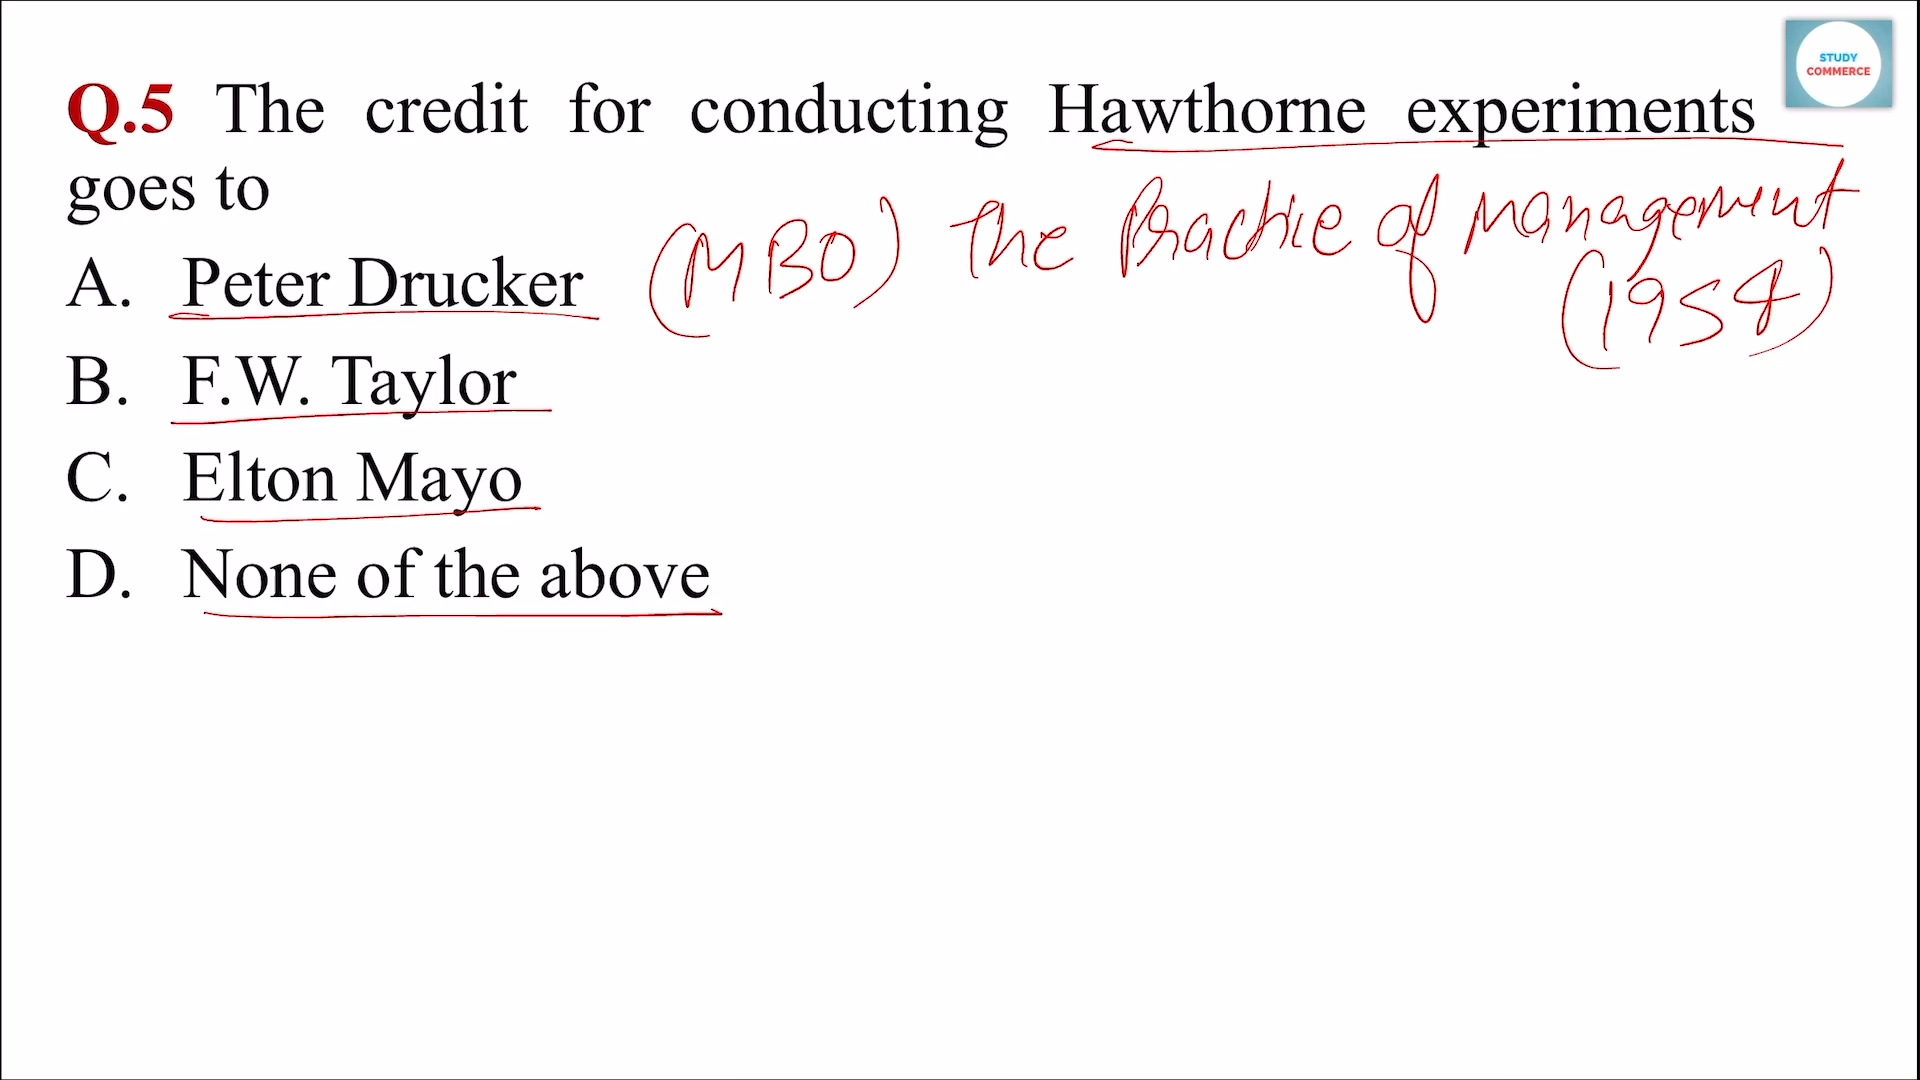 STUDY
COMMERCE
Q.5 The credit for conducting Hawthorne experiments
goes to
A. Peter Drucker (MBO) The Practice of Management
(1954)
B. F.W. Taylor
C. Elton Mayo
D. None of the above